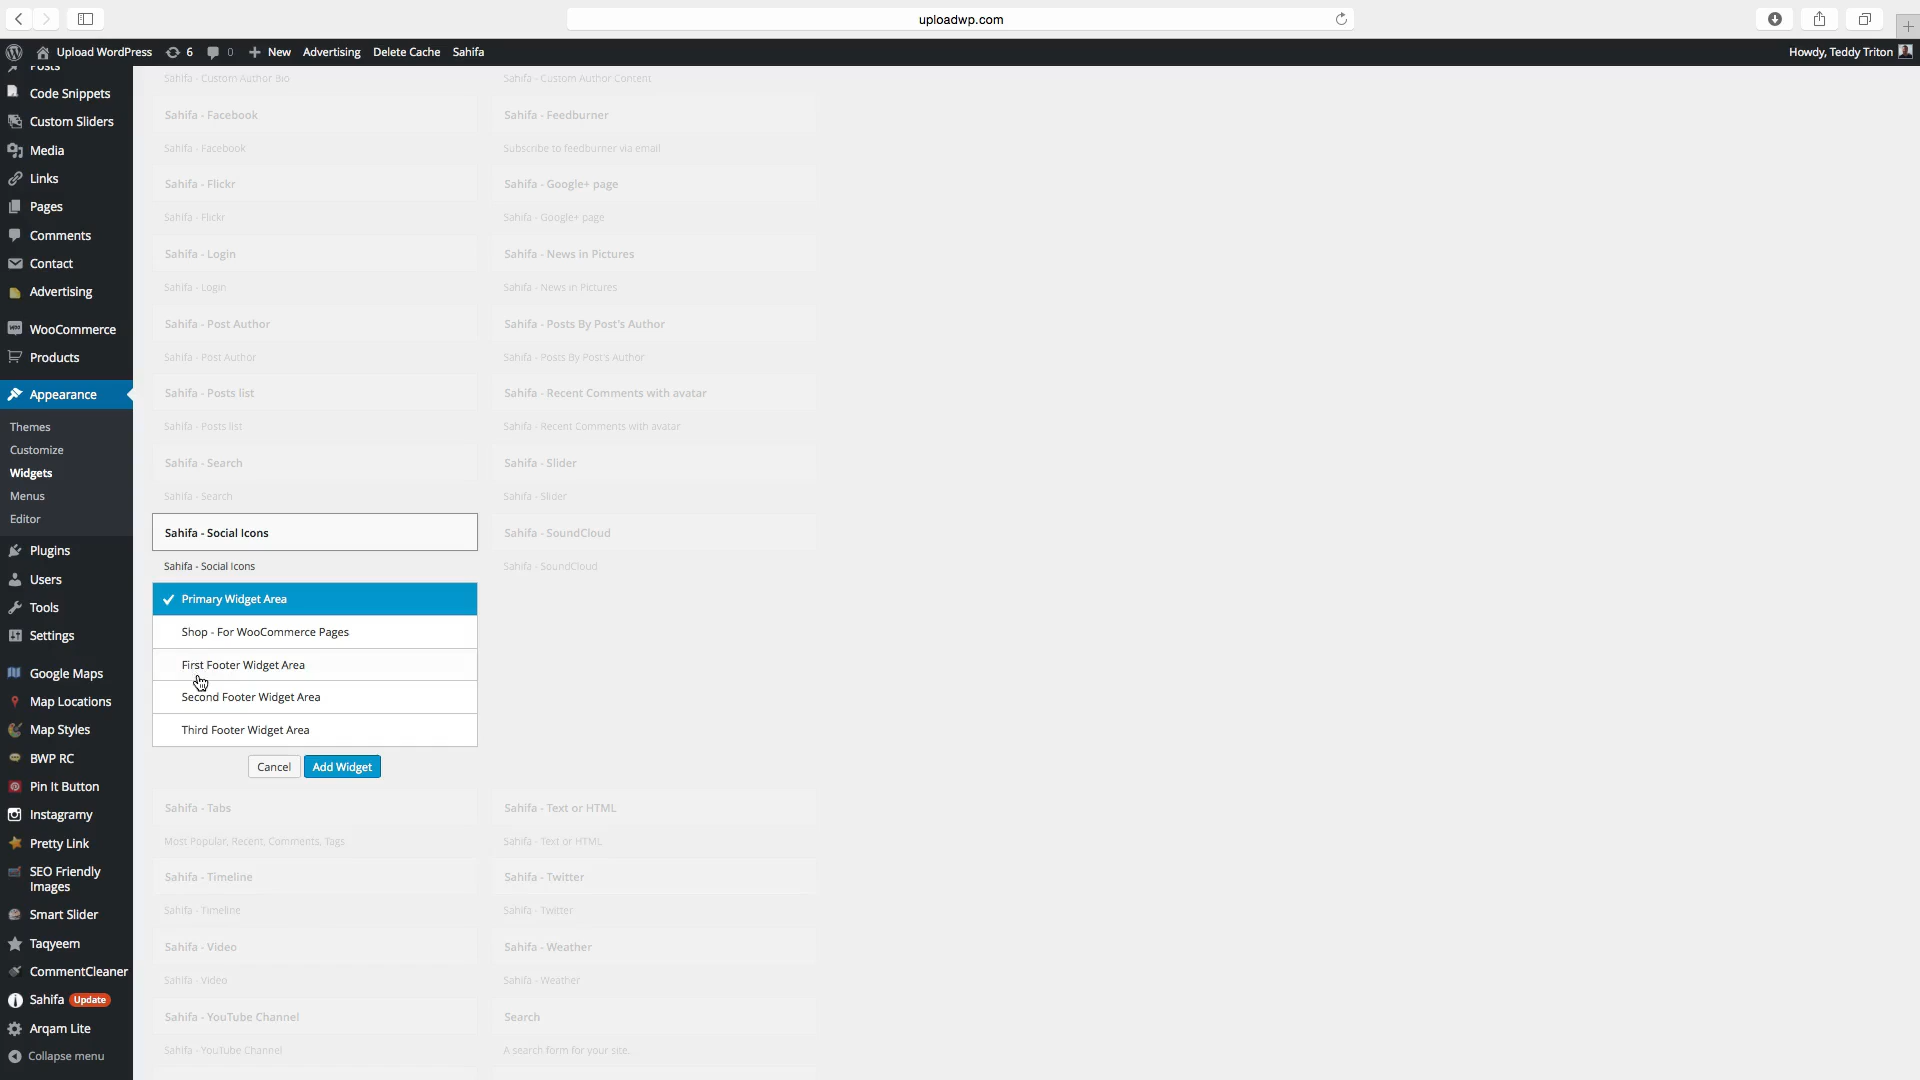 uploadwp.com
Upload WordPress 6 0 New Advertising Delete Cache Sahifa Howdy, Teddy Triton
Posts
Code Snippets
Custom Sliders
Media
Links
Pages
Comments
Contact
Advertising
WooCommerce
Products
Appearance
Themes
Customize
Widgets
Menus
Editor
Plugins
Users
Tools
Settings
Google Maps
Map Locations
Map Styles
BWP RC
Pin It Button
Instagramy
Pretty Link
SEO Friendly
Images
Smart Slider
Taqyeem
CommentCleaner
Sahifa Update
Arqam Lite
Collapse menu
Sahifa - Custom Author Bio
Sahifa - Custom Author Content
Sahifa - Facebook
Sahifa - Feedburner
Sahifa - Facebook
Subscribe to feedburner via email
Sahifa - Flickr
Sahifa - Google+ page
Sahifa - Flickr
Sahifa - Google+ page
Sahifa - Login
Sahifa - News in Pictures
Sahifa - Login
Sahifa - News in Pictures
Sahifa - Post Author
Sahifa - Posts By Post's Author
Sahifa - Post Author
Sahifa - Posts By Post's Author
Sahifa - Posts list
Sahifa - Recent Comments with avatar
Sahifa - Posts list
Sahifa - Recent Comments with avatar
Sahifa - Search
Sahifa - Slider
Sahifa - Search
Sahifa - Slider
Sahifa - Social Icons
Sahifa - SoundCloud
Sahifa - Social Icons
Sahifa - SoundCloud
Primary Widget Area
Shop - For WooCommerce Pages
First Footer Widget Area
Second Footer Widget Area
Third Footer Widget Area
Cancel Add Widget
Sahifa - Tabs
Sahifa - Text or HTML
Most Popular, Recent, Comments, Tags
Sahifa - Text or HTML
Sahifa - Timeline
Sahifa - Twitter
Sahifa - Timeline
Sahifa - Twitter
Sahifa - Video
Sahifa - Weather
Sahifa - Video
Sahifa - Weather
Sahifa - YouTube Channel
Search
Sahifa - YouTube Channel
A search form for your site.